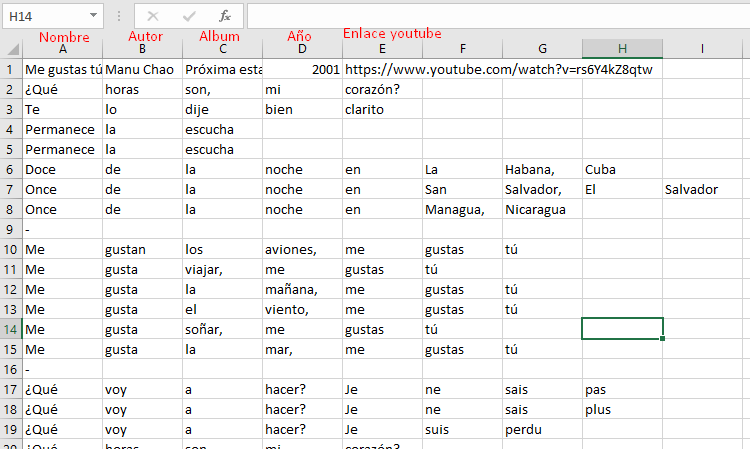 H14 fx
Nombre Autor Album Año Enlace youtube
A B C D E F G H I
1 Me gustas tú Manu Chao Próxima esta 2001 https://www.youtube.com/watch?v=rs6Y4kZ8qtw
2 ¿Qué horas son, mi corazón?
3 Te lo dije bien clarito
4 Permanece la escucha
5 Permanece la escucha
6 Doce de la noche en La Habana, Cuba
7 Once de la noche en San Salvador, El Salvador
8 Once de la noche en Managua, Nicaragua
9 -
10 Me gustan los aviones, me gustas tú
11 Me gusta viajar, me gustas tú
12 Me gusta la mañana, me gustas tú
13 Me gusta el viento, me gustas tú
14 Me gusta soñar, me gustas tú
15 Me gusta la mar, me gustas tú
16 -
17 ¿Qué voy a hacer? Je ne sais pas
18 ¿Qué voy a hacer? Je ne sais plus
19 ¿Qué voy a hacer? Je suis perdu
20 ¿Qué horas son, mi corazón?